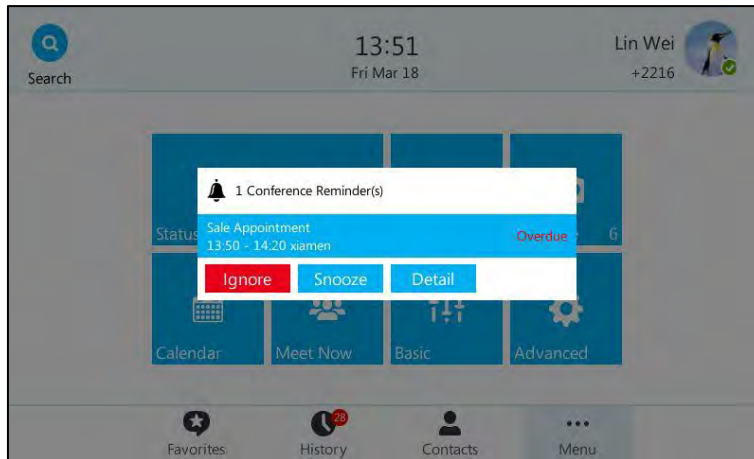 13:51
Lin Wei
Search
Fri Mar 18
+2216
1 Conference Reminder(s)
Sale Appointment
Overdue
13:50 - 14:20 xiamen
Status
6
Ignore
Snooze
Detail
Calendar
Meet Now
Basic
Advanced
28
Favorites
History
Contacts
Menu